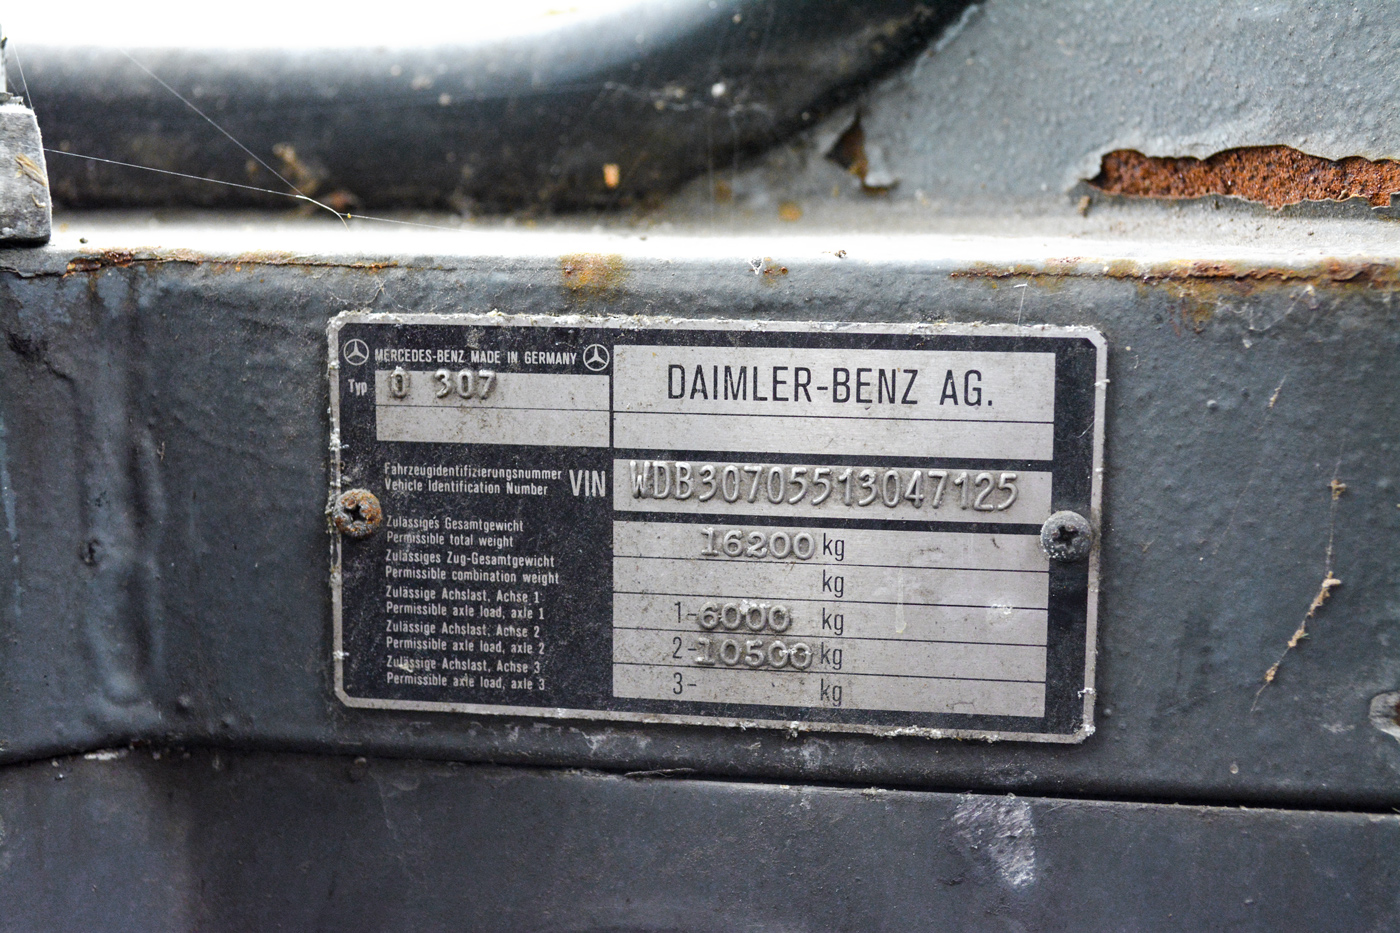 MERCEDES-BENZ MADE IN GERMANY
Typ O 307
DAIMLER-BENZ AG.
Fahrzeugidentifizierungsnummer
Vehicle Identification Number
VIN WDB30705513047125
Zulässiges Gesamtgewicht
Permissible total weight
16200 kg
Zulässiges Zug-Gesamtgewicht
Permissible combination weight
kg
Zulässige Achslast, Achse 1
Permissible axle load, axle 1
1-6000 kg
Zulässige Achslast, Achse 2
Permissible axle load, axle 2
2-10500 kg
Zulässige Achslast, Achse 3
Permissible axle load, axle 3
3- kg